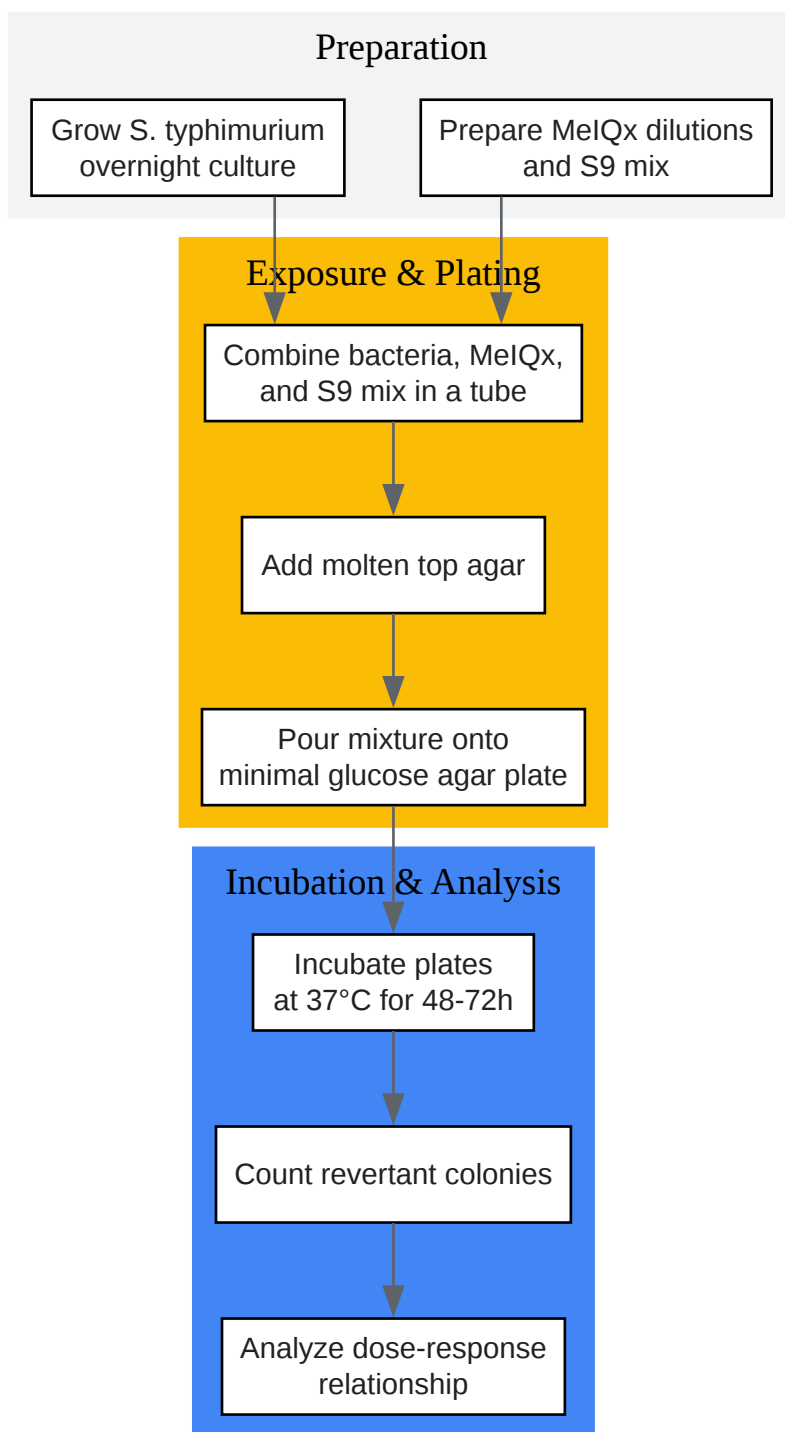 Preparation
Grow S. typhimurium
overnight culture
Prepare MeIQx dilutions
and S9 mix
Exposure & Plating
Combine bacteria, MeIQx,
and S9 mix in a tube
Add molten top agar
Pour mixture onto
minimal glucose agar plate
Incubation & Analysis
Incubate plates
at 37°C for 48-72h
Count revertant colonies
Analyze dose-response
relationship